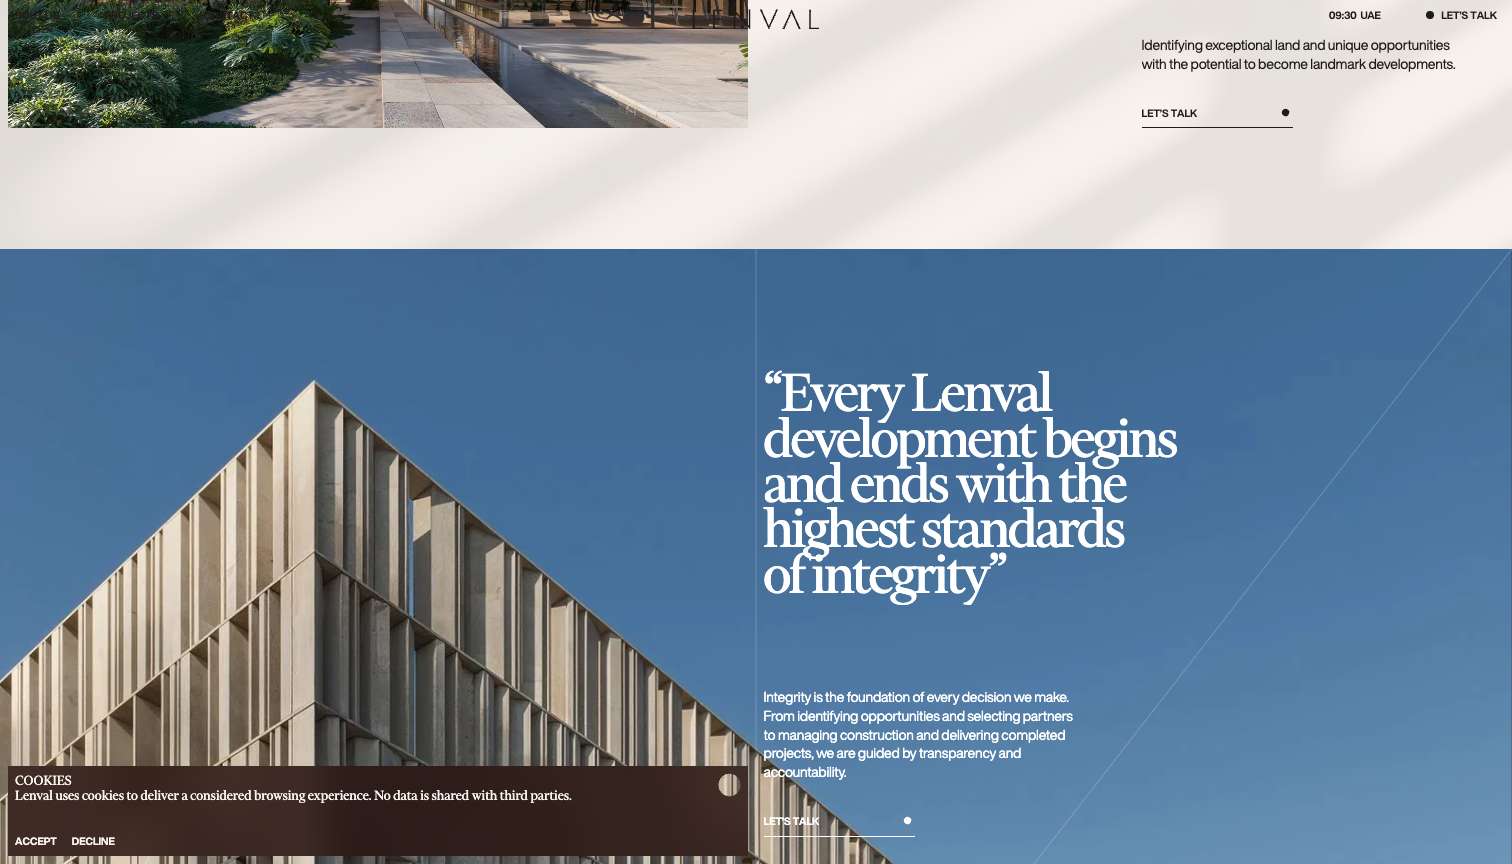 LENVAL
09:30 UAE
LET'S TALK
Identifying exceptional land and unique opportunities
with the potential to become landmark developments.
LET'S TALK
“Every Lenval
development begins
and ends with the
highest standards
of integrity”
Integrity is the foundation of every decision we make.
From identifying opportunities and selecting partners
to managing construction and delivering completed
projects, we are guided by transparency and
accountability.
LET'S TALK
COOKIES
Lenval uses cookies to deliver a considered browsing experience. No data is shared with third parties.
ACCEPT DECLINE